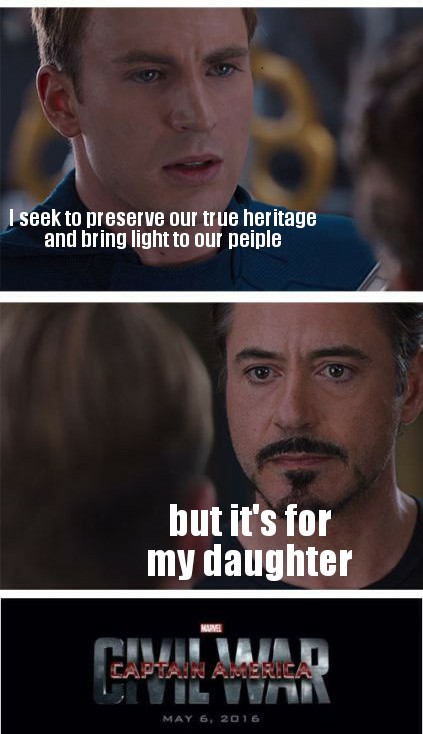 I seek to preserve our true heritage
and bring light to our peiple
but it's for
my daughter
MARVEL
CIVIL WAR
CAPTAIN AMERICA
MAY 6, 2016